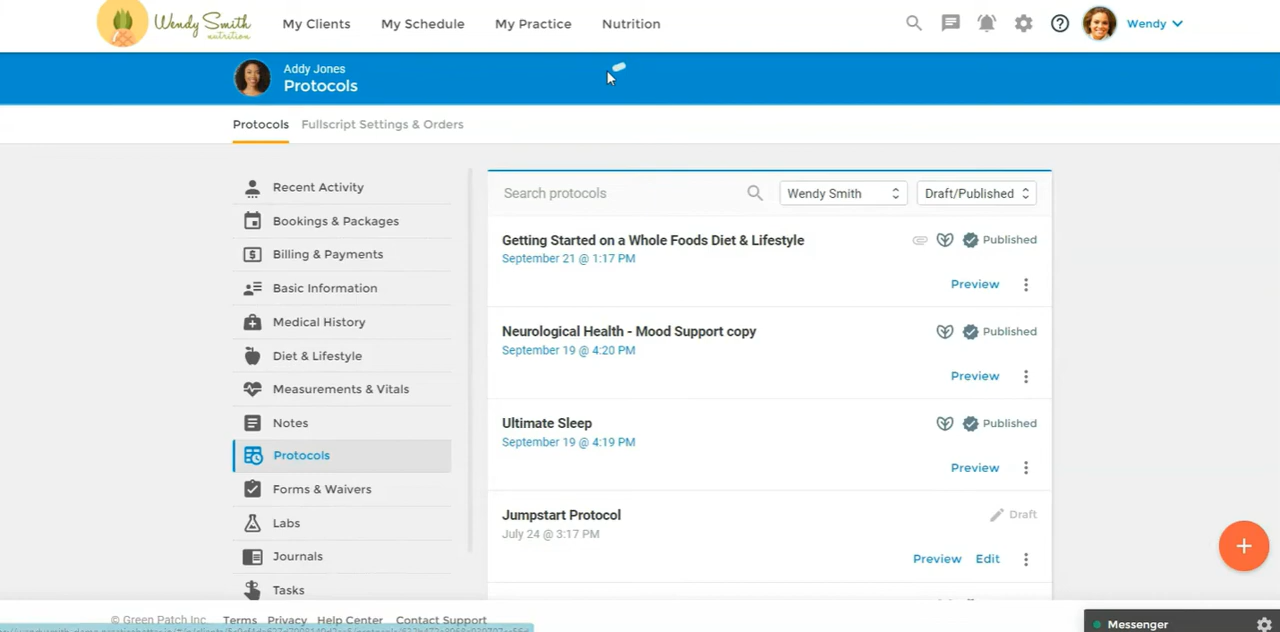 Wendy Smith
nutrition
My Clients
My Schedule
My Practice
Nutrition
Wendy
Addy Jones
Protocols
Protocols
Fullscript Settings & Orders
Recent Activity
Bookings & Packages
Billing & Payments
Basic Information
Medical History
Diet & Lifestyle
Measurements & Vitals
Notes
Protocols
Forms & Waivers
Labs
Journals
Tasks
Search protocols
Wendy Smith
Draft/Published
Getting Started on a Whole Foods Diet & Lifestyle
Published
September 21 @ 1:17 PM
Preview
Neurological Health - Mood Support copy
Published
September 19 @ 4:20 PM
Preview
Ultimate Sleep
Published
September 19 @ 4:19 PM
Preview
Jumpstart Protocol
Draft
July 24 @ 3:17 PM
Preview
Edit
© Green Patch Inc.
Terms
Privacy
Help Center
Contact Support
Messenger